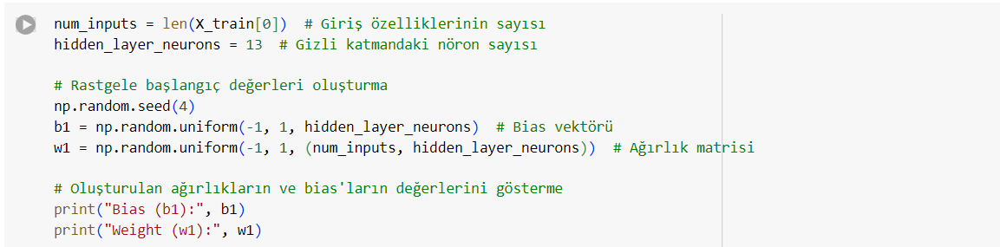 num_inputs = len(X_train[0])  # Giriş özelliklerinin sayısı
hidden_layer_neurons = 13  # Gizli katmandaki nöron sayısı
# Rastgele başlangıç değerleri oluşturma
np.random.seed(4)
b1 = np.random.uniform(-1, 1, hidden_layer_neurons)  # Bias vektörü
w1 = np.random.uniform(-1, 1, (num_inputs, hidden_layer_neurons))  # Ağırlık matrisi
# Oluşturulan ağırlıkların ve bias'ların değerlerini gösterme
print("Bias (b1):", b1)
print("Weight (w1):", w1)